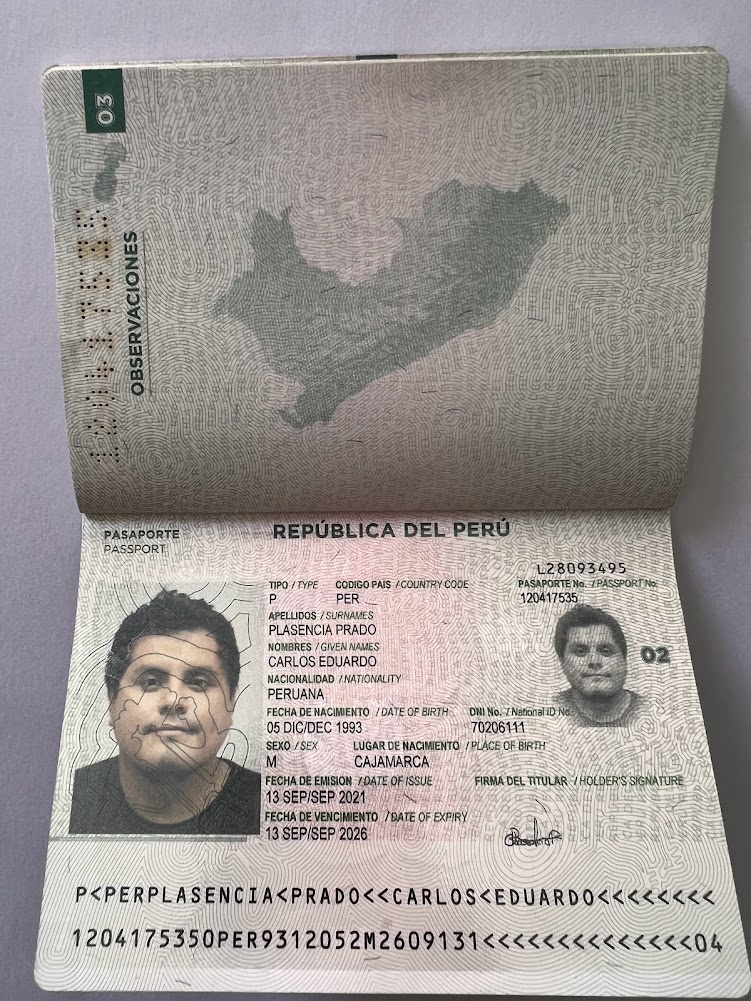 03
OBSERVACIONES
PASAPORTE
PASSPORT
REPÚBLICA DEL PERÚ
L28093495
TIPO / TYPE CODIGO PAIS / COUNTRY CODE PASAPORTE No. / PASSPORT No.
P PER 120417535
APELLIDOS / SURNAMES
PLASENCIA PRADO
NOMBRES / GIVEN NAMES
CARLOS EDUARDO
02
NACIONALIDAD / NATIONALITY
PERUANA
FECHA DE NACIMIENTO / DATE OF BIRTH DNI No. / National ID No.
05 DIC/DEC 1993 70206111
SEXO / SEX LUGAR DE NACIMIENTO / PLACE OF BIRTH
M CAJAMARCA
FECHA DE EMISION / DATE OF ISSUE FIRMA DEL TITULAR / HOLDER'S SIGNATURE
13 SEP/SEP 2021
FECHA DE VENCIMIENTO / DATE OF EXPIRY
13 SEP/SEP 2026
P<PERPLASENCIA<PRADO<<CARLOS<EDUARDO<<<<<<<<
1204175350PER9312052M2609131<<<<<<<<<<<<<<04